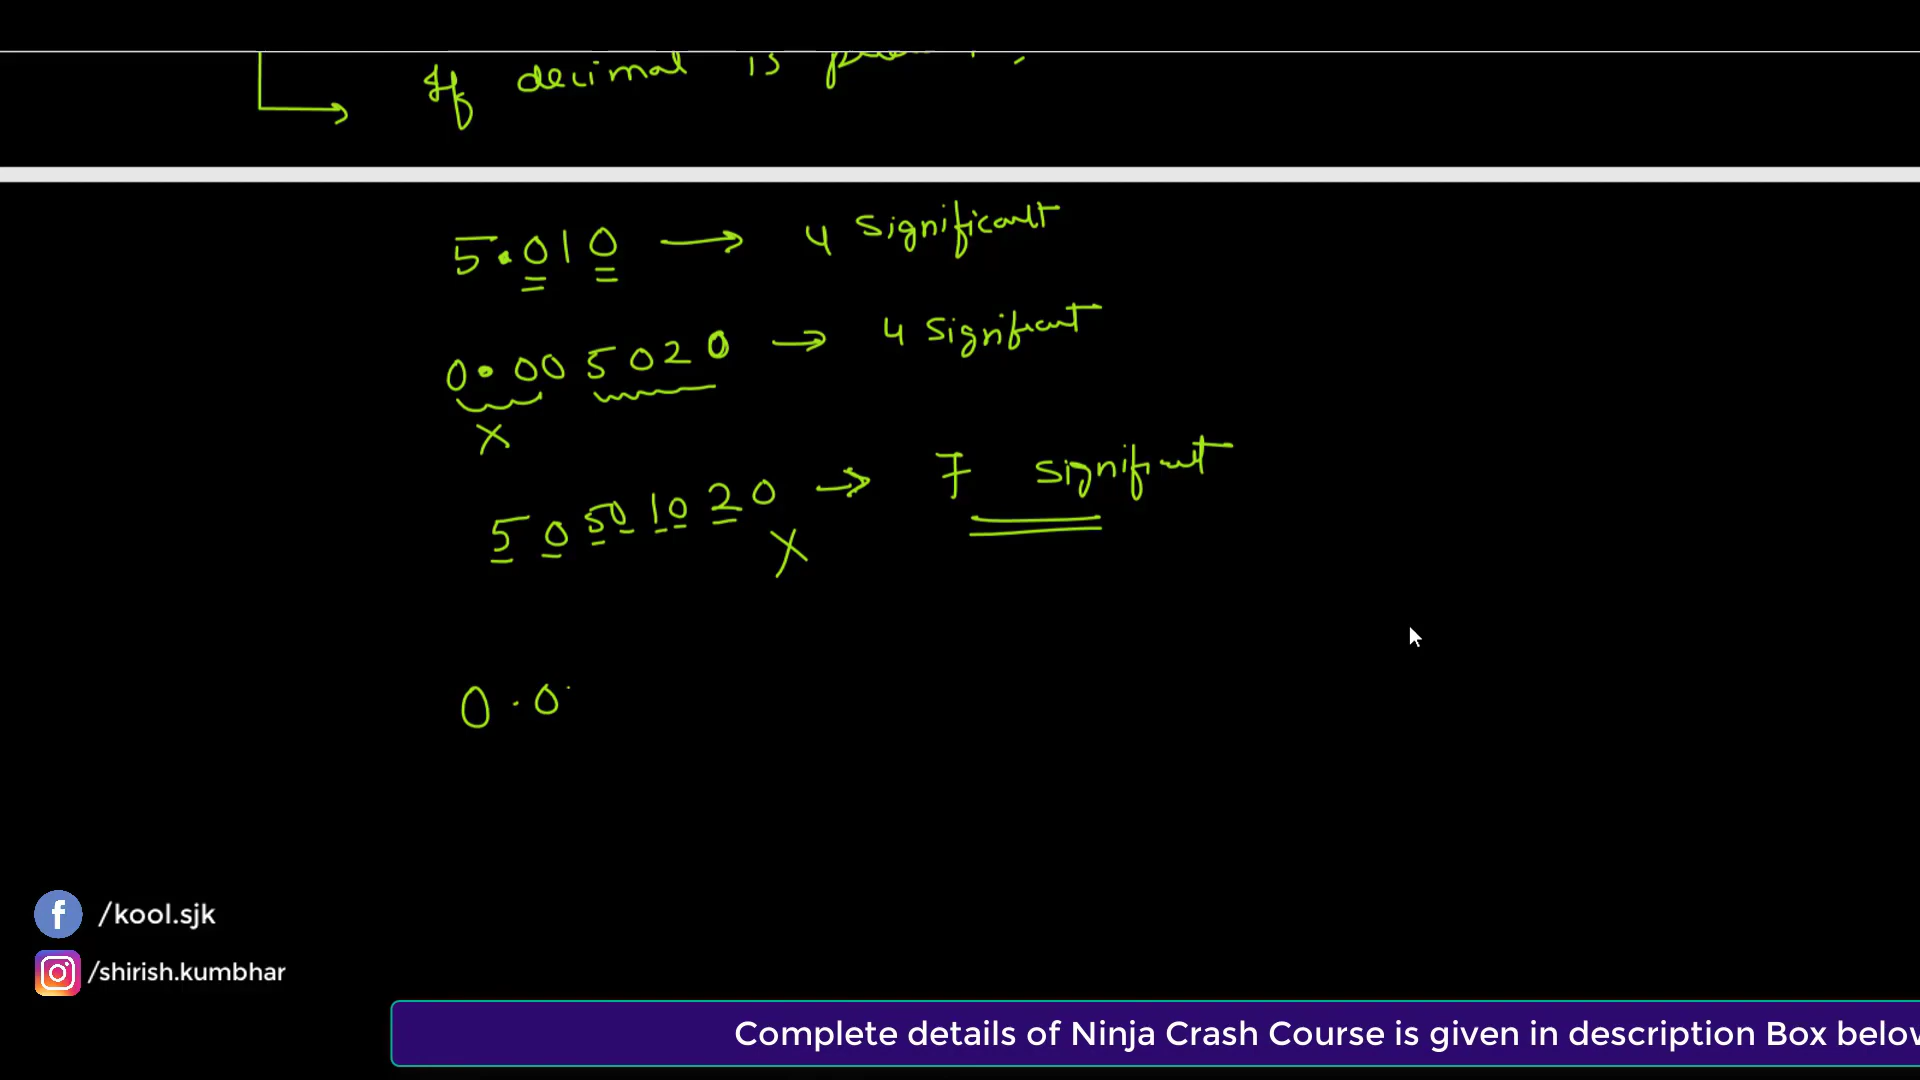 If decimal is
5.010 → 4 significant
0.005020 → 4 significant
X
50501020 → 7 significant
X
0.0
/kool.sjk
/shirish.kumbhar
Complete details of Ninja Crash Course is given in description Box below